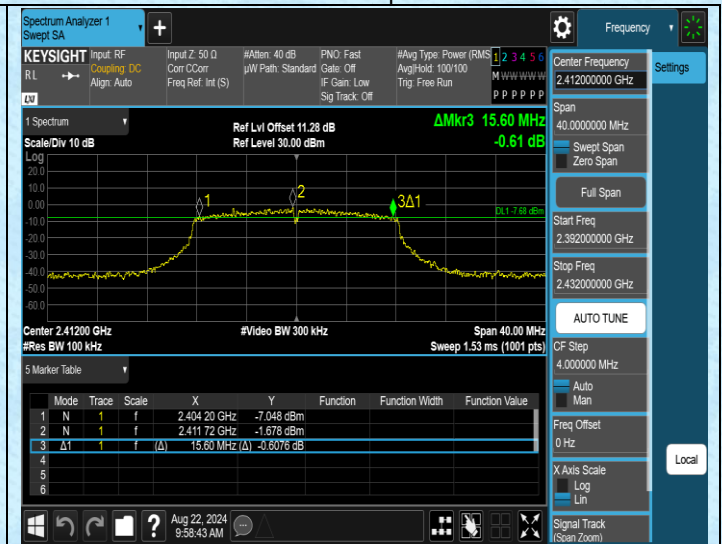 Spectrum Analyzer 1
Swept SA
+
Frequency
KEYSIGHT
RL
LXI
Input: RF
Coupling: DC
Align: Auto
Input Z: 50 Ω
Corr CCorr
Freq Ref: Int (S)
#Atten: 40 dB
µW Path: Standard
PNO: Fast
Gate: Off
IF Gain: Low
Sig Track: Off
#Avg Type: Power (RMS
Avg|Hold: 100/100
Trig: Free Run
1 2 3 4 5 6
M W W W W W
P P P P P P
1 Spectrum
Scale/Div 10 dB
Ref Lvl Offset 11.28 dB
Ref Level 30.00 dBm
ΔMkr3 15.60 MHz
-0.61 dB
Log
20.0
10.0
0.00
-10.0
-20.0
-30.0
-40.0
-50.0
-60.0
1
2
3Δ1
DL1 -7.68 dBm
Center 2.41200 GHz
#Res BW 100 kHz
#Video BW 300 kHz
Span 40.00 MHz
Sweep 1.53 ms (1001 pts)
5 Marker Table
Mode Trace Scale X Y Function Function Width Function Value
1 N 1 f 2.404 20 GHz -7.048 dBm
2 N 1 f 2.411 72 GHz -1.678 dBm
3 Δ1 1 f (Δ) 15.60 MHz (Δ) -0.6076 dB
4
5
6
?
Aug 22, 2024
9:58:43 AM
Center Frequency
2.412000000 GHz
Span
40.0000000 MHz
Swept Span
Zero Span
Full Span
Start Freq
2.392000000 GHz
Stop Freq
2.432000000 GHz
AUTO TUNE
CF Step
4.000000 MHz
Auto
Man
Freq Offset
0 Hz
X Axis Scale
Log
Lin
Signal Track
(Span Zoom)
Settings
Local